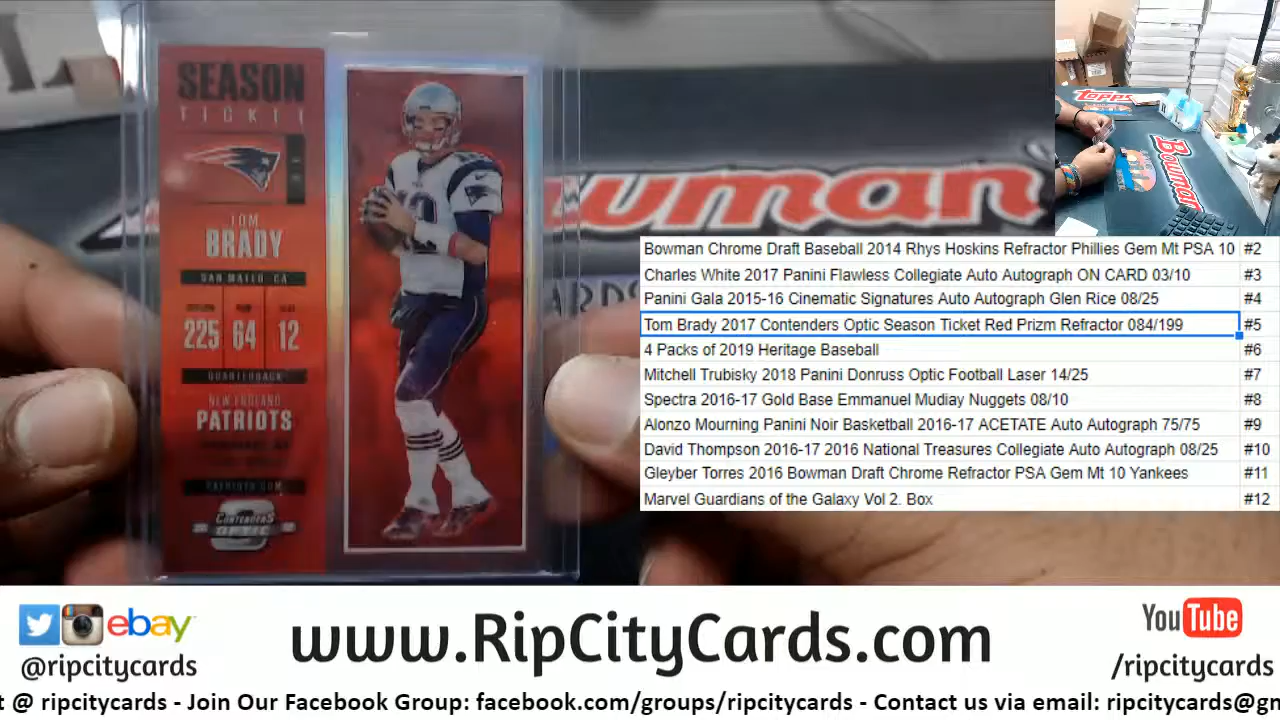 SEASON
TICKET
TOM
BRADY
SAN MATEO, CA
225 64 12
QUARTERBACK
NEW ENGLAND
PATRIOTS
PATRIOTS.COM
CONTENDERS
OPTIC
owman
Topps
Bowman
Bowman Chrome Draft Baseball 2014 Rhys Hoskins Refractor Phillies Gem Mt PSA 10 #2
Charles White 2017 Panini Flawless Collegiate Auto Autograph ON CARD 03/10 #3
Panini Gala 2015-16 Cinematic Signatures Auto Autograph Glen Rice 08/25 #4
Tom Brady 2017 Contenders Optic Season Ticket Red Prizm Refractor 084/199 #5
4 Packs of 2019 Heritage Baseball #6
Mitchell Trubisky 2018 Panini Donruss Optic Football Laser 14/25 #7
Spectra 2016-17 Gold Base Emmanuel Mudiay Nuggets 08/10 #8
Alonzo Mourning Panini Noir Basketball 2016-17 ACETATE Auto Autograph 75/75 #9
David Thompson 2016-17 2016 National Treasures Collegiate Auto Autograph 08/25 #10
Gleyber Torres 2016 Bowman Draft Chrome Refractor PSA Gem Mt 10 Yankees #11
Marvel Guardians of the Galaxy Vol 2. Box #12
ebay
@ripcitycards
www.RipCityCards.com
YouTube
/ripcitycards
t @ ripcitycards - Join Our Facebook Group: facebook.com/groups/ripcitycards - Contact us via email: ripcitycards@gm